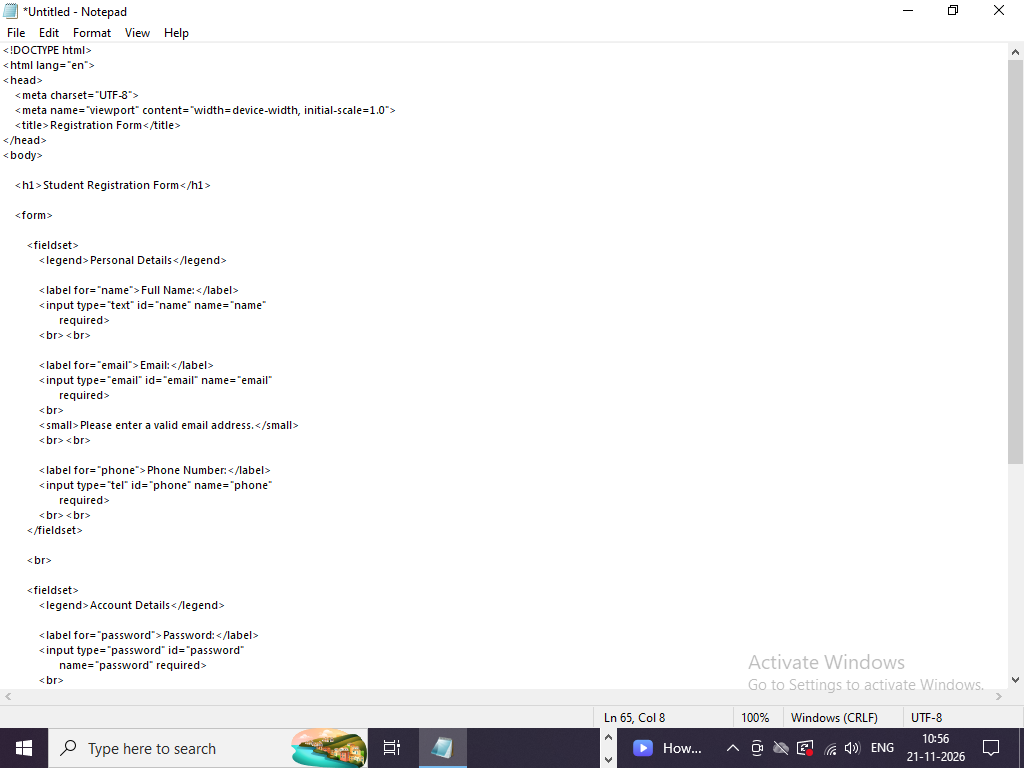 *Untitled - Notepad
File Edit Format View Help
<!DOCTYPE html>
<html lang="en">
<head>
    <meta charset="UTF-8">
    <meta name="viewport" content="width=device-width, initial-scale=1.0">
    <title>Registration Form</title>
</head>
<body>
    <h1>Student Registration Form</h1>
    <form>
        <fieldset>
            <legend>Personal Details</legend>
            <label for="name">Full Name:</label>
            <input type="text" id="name" name="name"
                   required>
            <br><br>
            <label for="email">Email:</label>
            <input type="email" id="email" name="email"
                   required>
            <br>
            <small>Please enter a valid email address.</small>
            <br><br>
            <label for="phone">Phone Number:</label>
            <input type="tel" id="phone" name="phone"
                   required>
            <br><br>
        </fieldset>
        <br>
        <fieldset>
            <legend>Account Details</legend>
            <label for="password">Password:</label>
            <input type="password" id="password"
                   name="password" required>
            <br>
Activate Windows
Go to Settings to activate Windows.
Ln 65, Col 8 100% Windows (CRLF) UTF-8
Type here to search How... ENG 10:56
21-11-2026